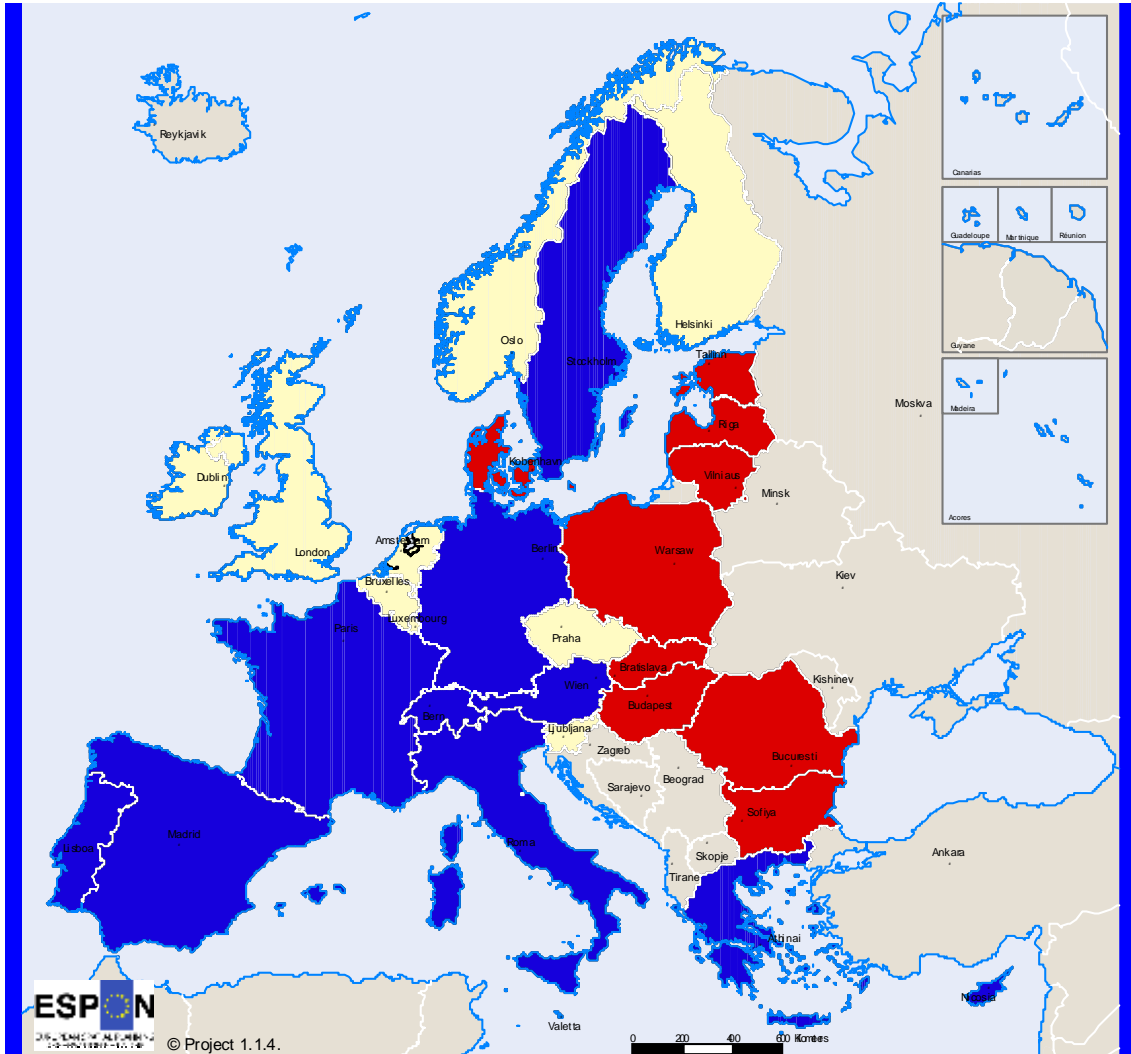 Reykjavik
Canarias
Guadeloupe
Martinique
Réunion
Guyane
Madeira
Acores
Helsinki
Oslo
Tallinn
Stockholm
Moskva
Riga
Kobenhavn
Vilnius
Minsk
Dublin
Amsterdam
London
Berlin
Warsaw
Kiev
Bruxelles
Luxembourg
Paris
Praha
Bratislava
Kishinev
Wien
Budapest
Bern
Ljubljana
Zagreb
Bucuresti
Beograd
Sarajevo
Sofiya
Madrid
Lisboa
Roma
Skopje
Ankara
Tirane
Athinai
Nicosia
Valetta
ESPON
© Project 1.1.4.
0 200 400